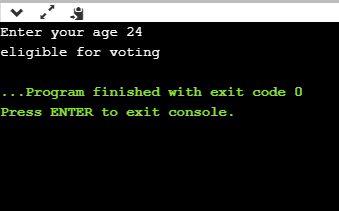 Enter your age 24
eligible for voting
...Program finished with exit code 0
Press ENTER to exit console.